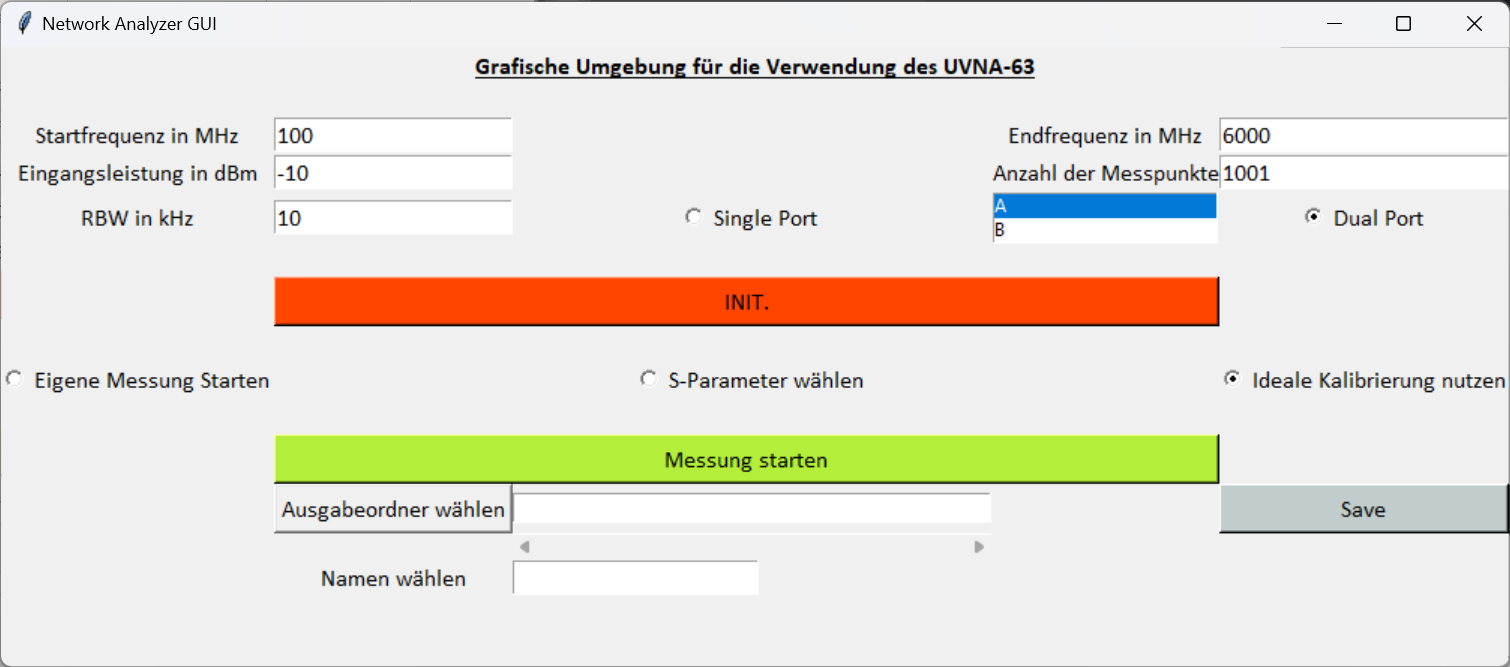 Network Analyzer GUI
Grafische Umgebung für die Verwendung des UVNA-63
Startfrequenz in MHz 100 Endfrequenz in MHz 6000
Eingangsleistung in dBm -10 Anzahl der Messpunkte 1001
RBW in kHz 10 Single Port A Dual Port
B
INIT.
Eigene Messung Starten S-Parameter wählen Ideale Kalibrierung nutzen
Messung starten
Ausgabeordner wählen Save
Namen wählen